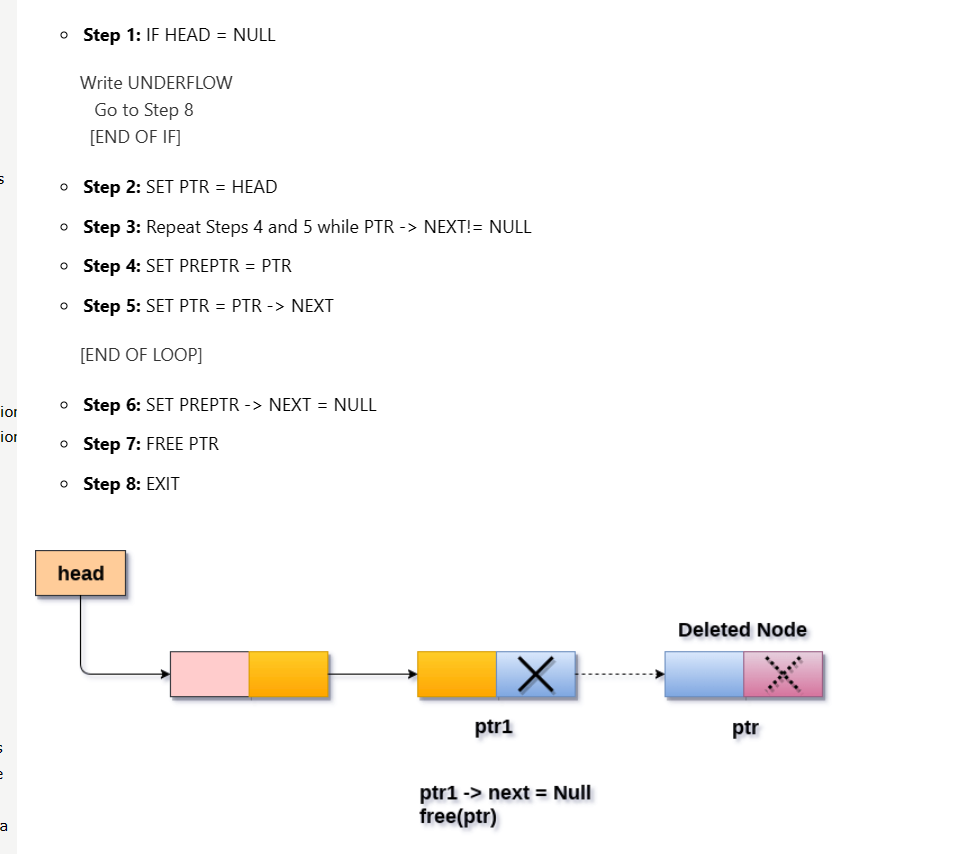 Step 1: IF HEAD = NULL
Write UNDERFLOW
Go to Step 8
[END OF IF]
s
Step 2: SET PTR = HEAD
Step 3: Repeat Steps 4 and 5 while PTR -> NEXT!= NULL
Step 4: SET PREPTR = PTR
Step 5: SET PTR = PTR -> NEXT
[END OF LOOP]
Step 6: SET PREPTR -> NEXT = NULL
ion
ion
Step 7: FREE PTR
Step 8: EXIT
head
Deleted Node
ptr1
ptr
s
e
ptr1 -> next = Null
free(ptr)
a